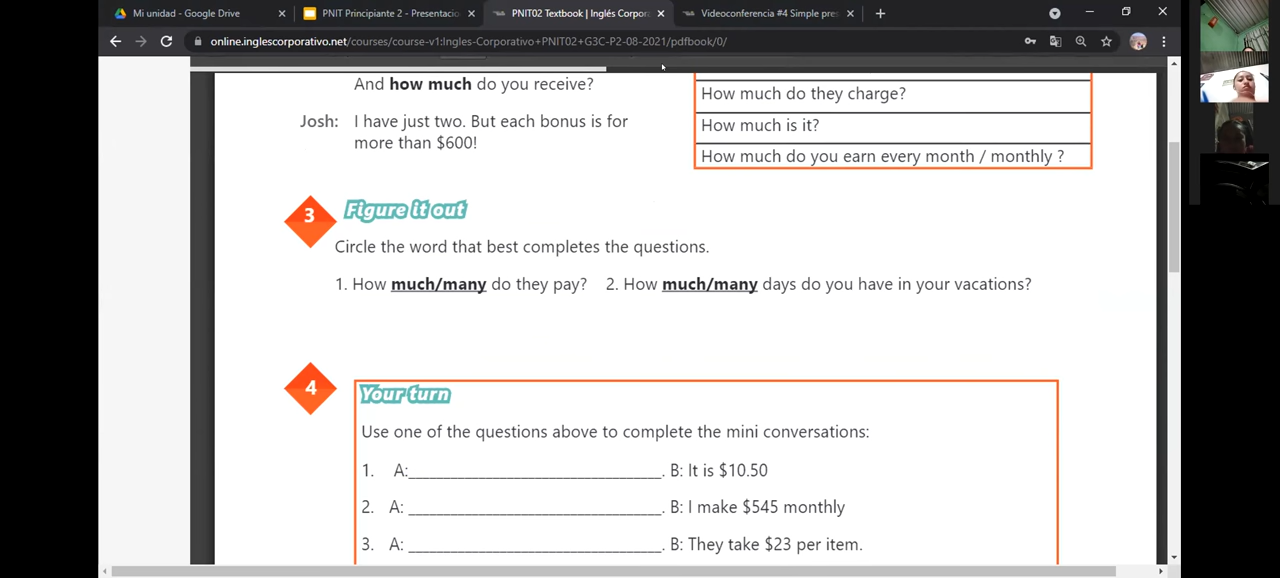 Mi unidad - Google Drive
PNIT Principiante 2 - Presentacio
PNIT02 Textbook | Inglés Corpor
Videoconferencia #4 Simple pres
online.inglescorporativo.net/courses/course-v1:Ingles-Corporativo+PNIT02+G3C-P2-08-2021/pdfbook/0/
And how much do you receive?
Josh: I have just two. But each bonus is for
more than $600!
How much do they charge?
How much is it?
How much do you earn every month / monthly ?
3 Figure it out
Circle the word that best completes the questions.
1. How much/many do they pay? 2. How much/many days do you have in your vacations?
4 Your turn
Use one of the questions above to complete the mini conversations:
1. A:____________________________. B: It is $10.50
2. A: ____________________________. B: I make $545 monthly
3. A: ____________________________. B: They take $23 per item.